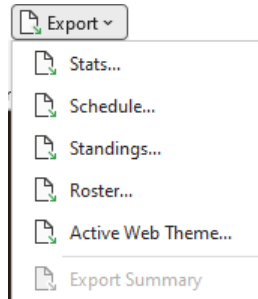 Export
Stats...
Schedule...
Standings...
Roster...
Active Web Theme...
Export Summary